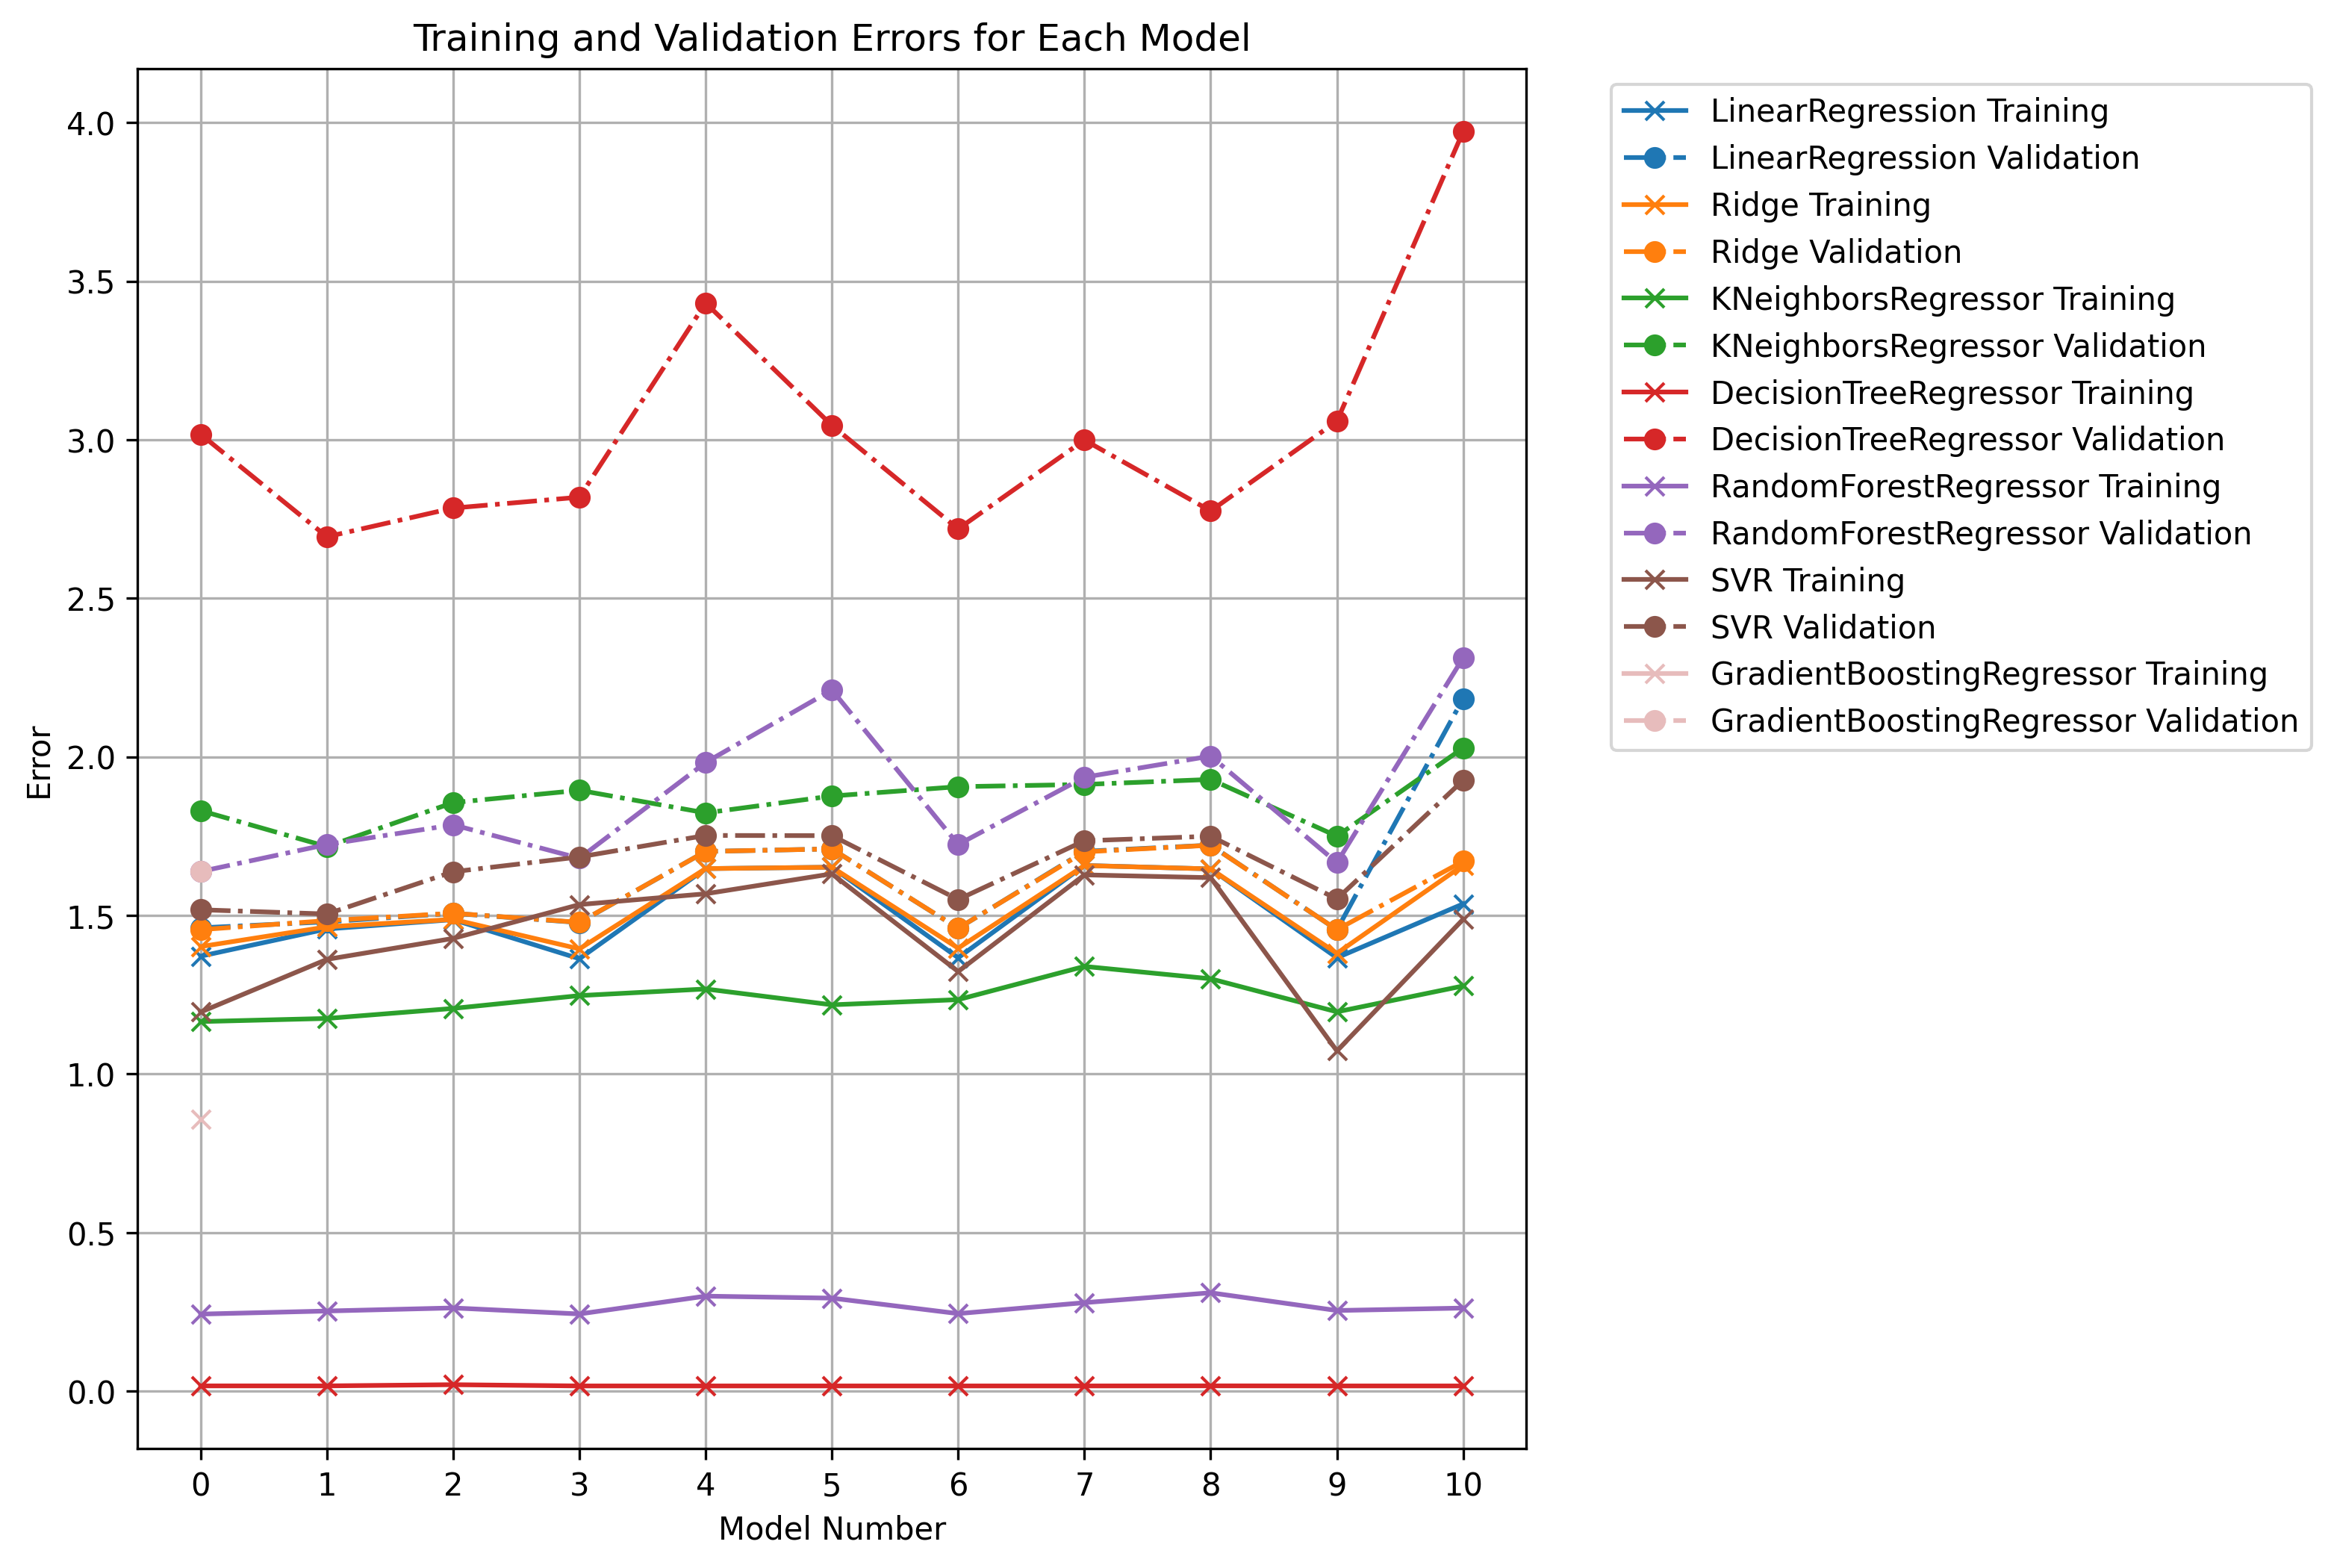 Training and Validation Errors for Each Model
4.0
3.5
3.0
2.5
2.0
1.5
1.0
0.5
0.0
Error
0 1 2 3 4 5 6 7 8 9 10
Model Number
LinearRegression Training
LinearRegression Validation
Ridge Training
Ridge Validation
KNeighborsRegressor Training
KNeighborsRegressor Validation
DecisionTreeRegressor Training
DecisionTreeRegressor Validation
RandomForestRegressor Training
RandomForestRegressor Validation
SVR Training
SVR Validation
GradientBoostingRegressor Training
GradientBoostingRegressor Validation